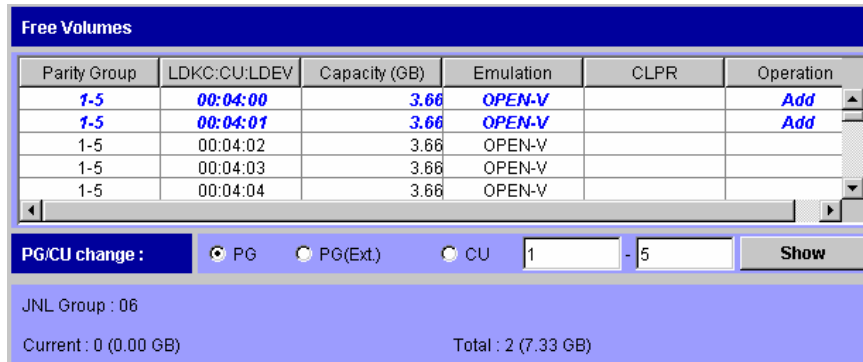 Free Volumes
Parity Group LDKC:CU:LDEV Capacity (GB) Emulation CLPR Operation
1-5 00:04:00 3.66 OPEN-V Add
1-5 00:04:01 3.66 OPEN-V Add
1-5 00:04:02 3.66 OPEN-V
1-5 00:04:03 3.66 OPEN-V
1-5 00:04:04 3.66 OPEN-V
PG/CU change : PG PG(Ext.) CU 1 - 5 Show
JNL Group : 06
Current : 0 (0.00 GB) Total : 2 (7.33 GB)